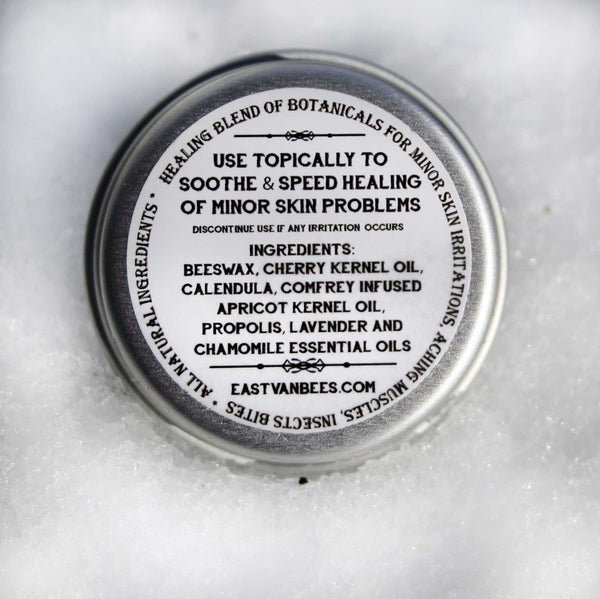 HEALING BLEND OF BOTANICALS FOR MINOR SKIN IRRITATIONS, ACHING MUSCLES, INSECTS BITES • ALL NATURAL INGREDIENTS •
USE TOPICALLY TO
SOOTHE & SPEED HEALING
OF MINOR SKIN PROBLEMS
DISCONTINUE USE IF ANY IRRITATION OCCURS
INGREDIENTS:
BEESWAX, CHERRY KERNEL OIL,
CALENDULA, COMFREY INFUSED
APRICOT KERNEL OIL,
PROPOLIS, LAVENDER AND
CHAMOMILE ESSENTIAL OILS
EASTVANBEES.COM